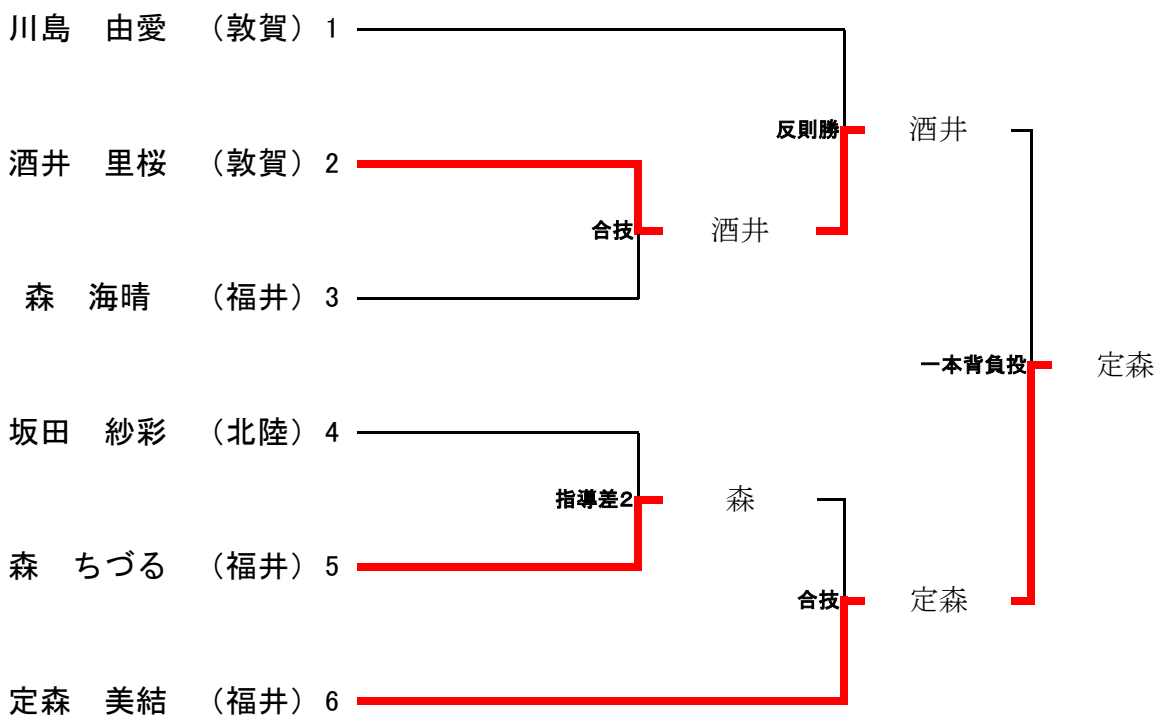 川島　由愛　（敦賀） 1
反則勝　酒井
酒井　里桜　（敦賀） 2
合技　酒井
森　海晴　（福井） 3
一本背負投　定森
坂田　紗彩　（北陸） 4
指導差2　森
森　ちづる　（福井） 5
合技　定森
定森　美結　（福井） 6